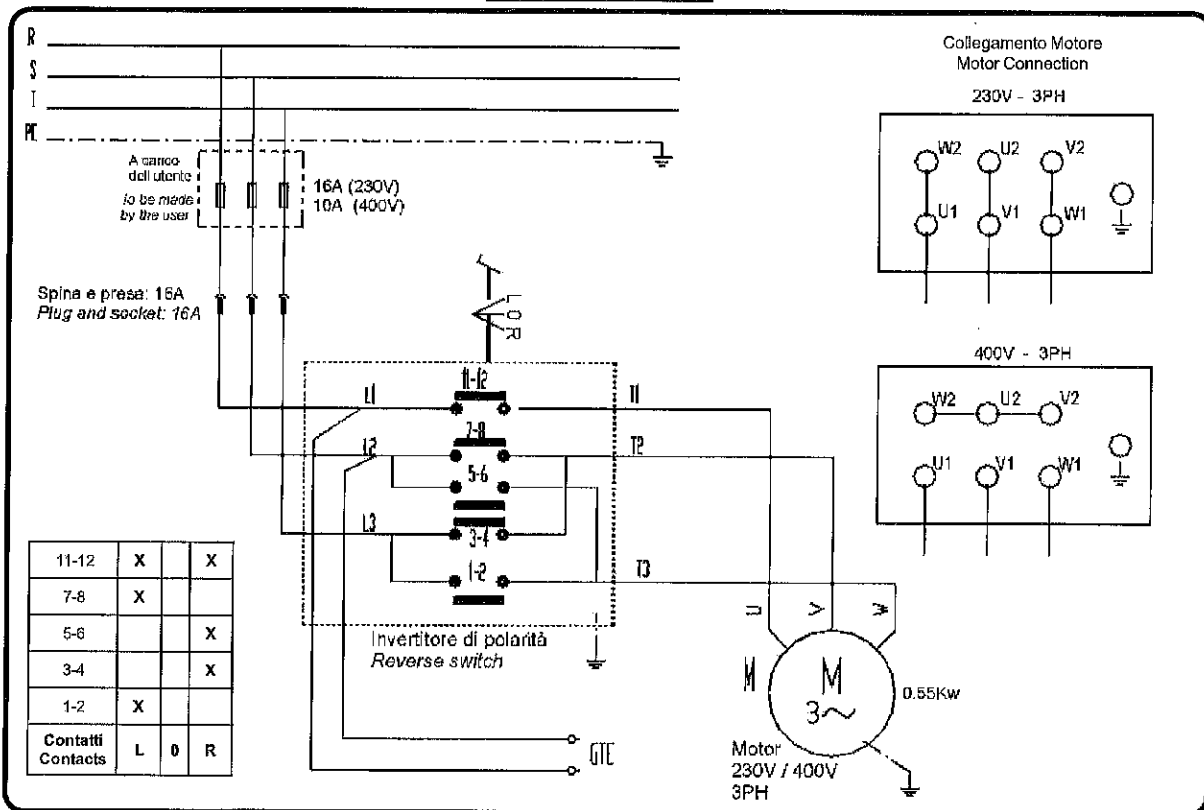 R
S
T
PE
A carico
dell utente
to be made
by the user
16A (230V)
10A (400V)
Spina e presa: 16A
Plug and socket: 16A
L O R
L1
11-12
T1
L2
7-8
T2
5-6
L3
3-4
1-2
T3
Invertitore di polarità
Reverse switch
GTE
U
V
W
M
M
3~
0.55Kw
Motor
230V / 400V
3PH
11-12 X X
7-8 X
5-6 X
3-4 X
1-2 X
Contatti
Contacts L 0 R
Collegamento Motore
Motor Connection
230V - 3PH
W2 U2 V2
U1 V1 W1
400V - 3PH
W2 U2 V2
U1 V1 W1